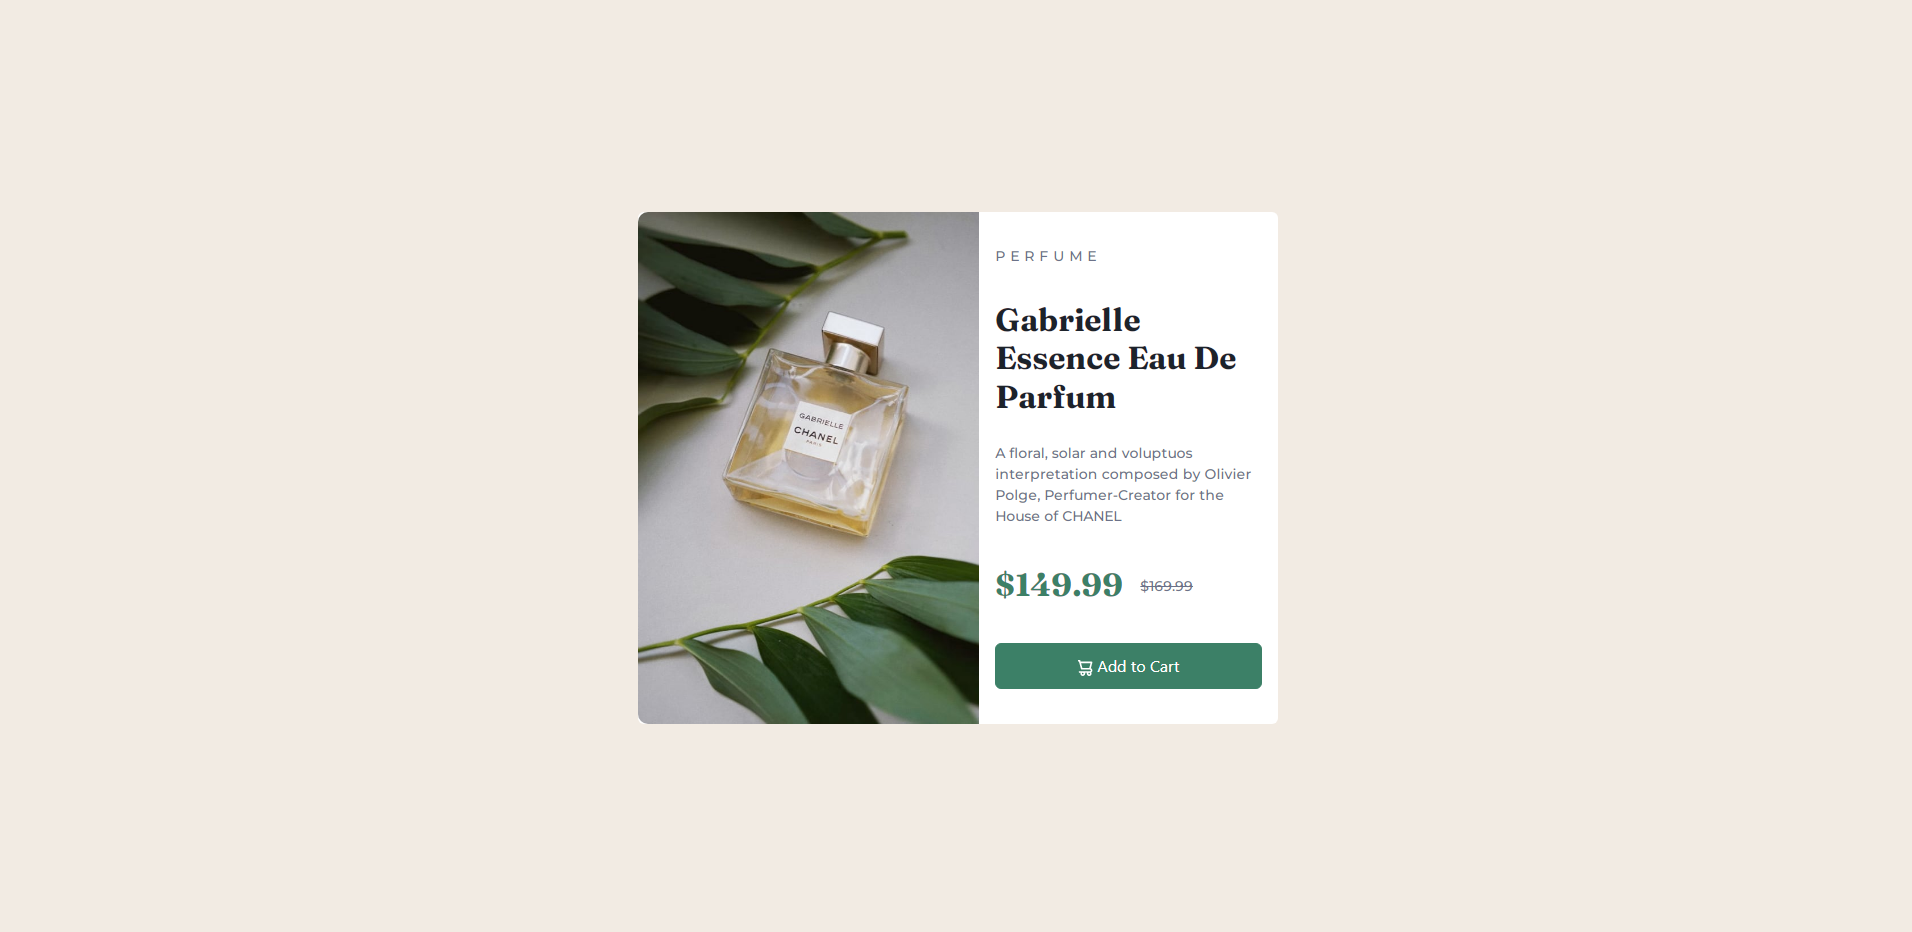 GABRIELLE
CHANEL
PARIS
PERFUME
Gabrielle
Essence Eau De
Parfum
A floral, solar and voluptuos
interpretation composed by Olivier
Polge, Perfumer-Creator for the
House of CHANEL
$149.99 $169.99
Add to Cart